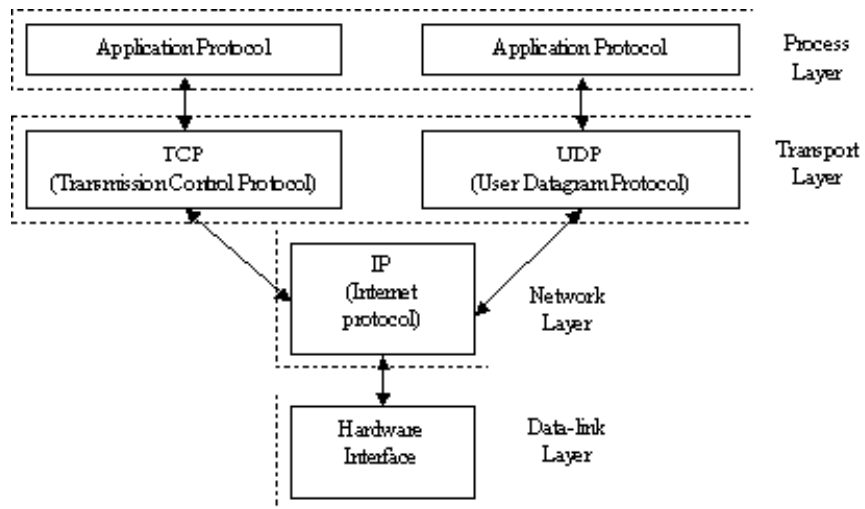 Application Protocol
Application Protocol
Process
Layer
TCP
(Transmission Control Protocol)
UDP
(User Datagram Protocol)
Transport
Layer
IP
(Internet
protocol)
Network
Layer
Hardware
Interface
Data-link
Layer